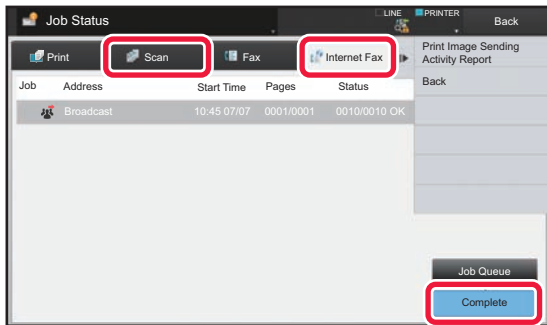 Job Status
LINE
PRINTER
Back
Print
Scan
Fax
Internet Fax
Print Image Sending
Activity Report
Back
Job Address Start Time Pages Status
Broadcast 10:45 07/07 0001/0001 0010/0010 OK
Job Queue
Complete